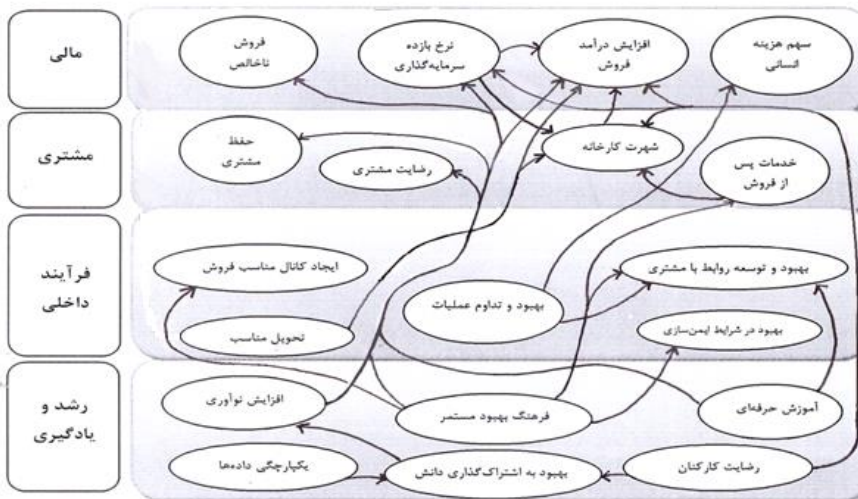 مالی
فروش
ناخالص
نرخ بازده
سرمایه‌گذاری
افزایش درآمد
فروش
سهم هزینه
انسانی
مشتری
حفظ
مشتری
رضایت مشتری
شهرت کارخانه
خدمات پس
از فروش
فرآیند
داخلی
ایجاد کانال مناسب فروش
تحویل مناسب
بهبود و تداوم عملیات
بهبود و توسعه روابط با مشتری
بهبود در شرایط ایمن‌سازی
رشد و
یادگیری
افزایش نوآوری
فرهنگ بهبود مستمر
آموزش حرفه‌ای
یکپارچگی داده‌ها
بهبود به اشتراک‌گذاری دانش
رضایت کارکنان